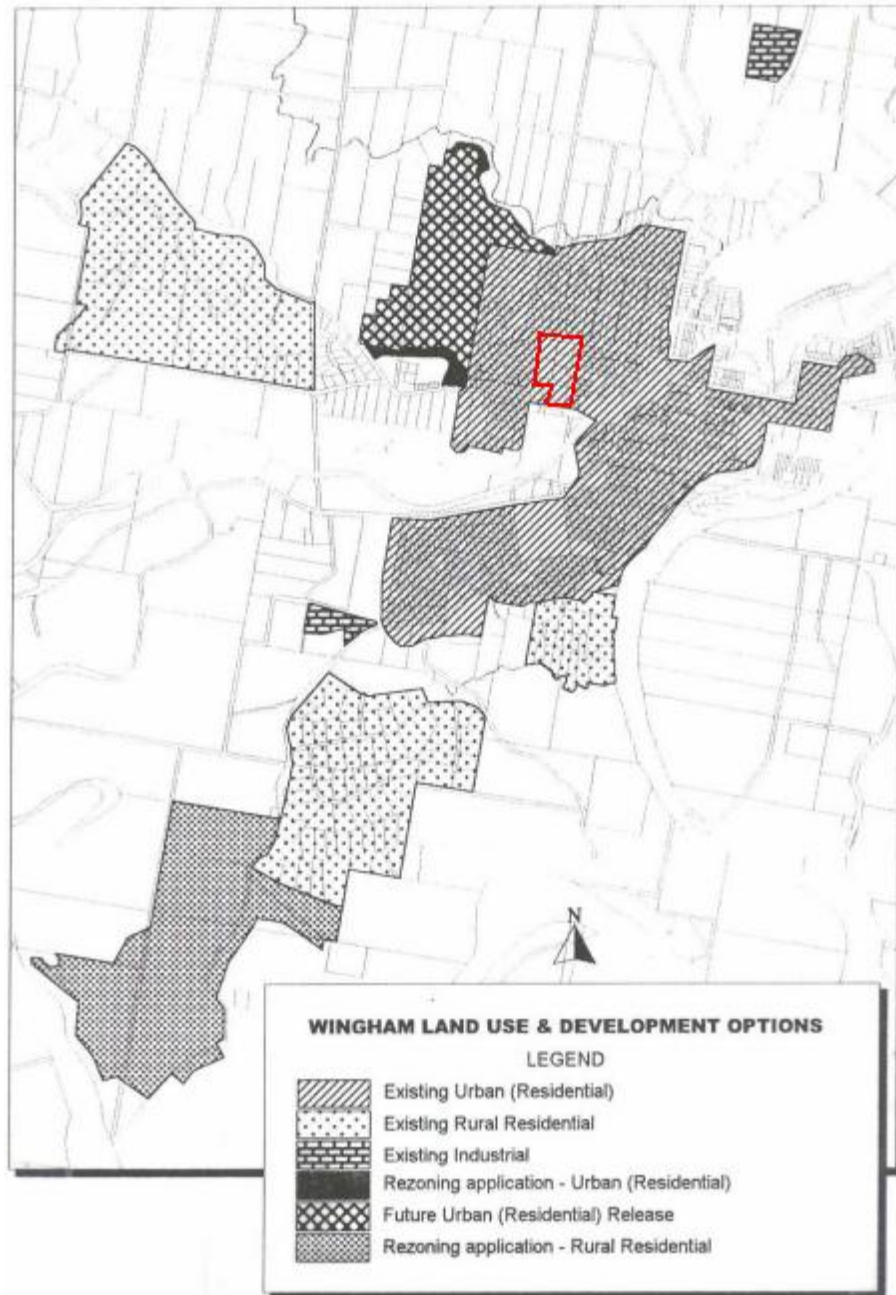 N
WINGHAM LAND USE & DEVELOPMENT OPTIONS
LEGEND
Existing Urban (Residential)
Existing Rural Residential
Existing Industrial
Rezoning application - Urban (Residential)
Future Urban (Residential) Release
Rezoning application - Rural Residential